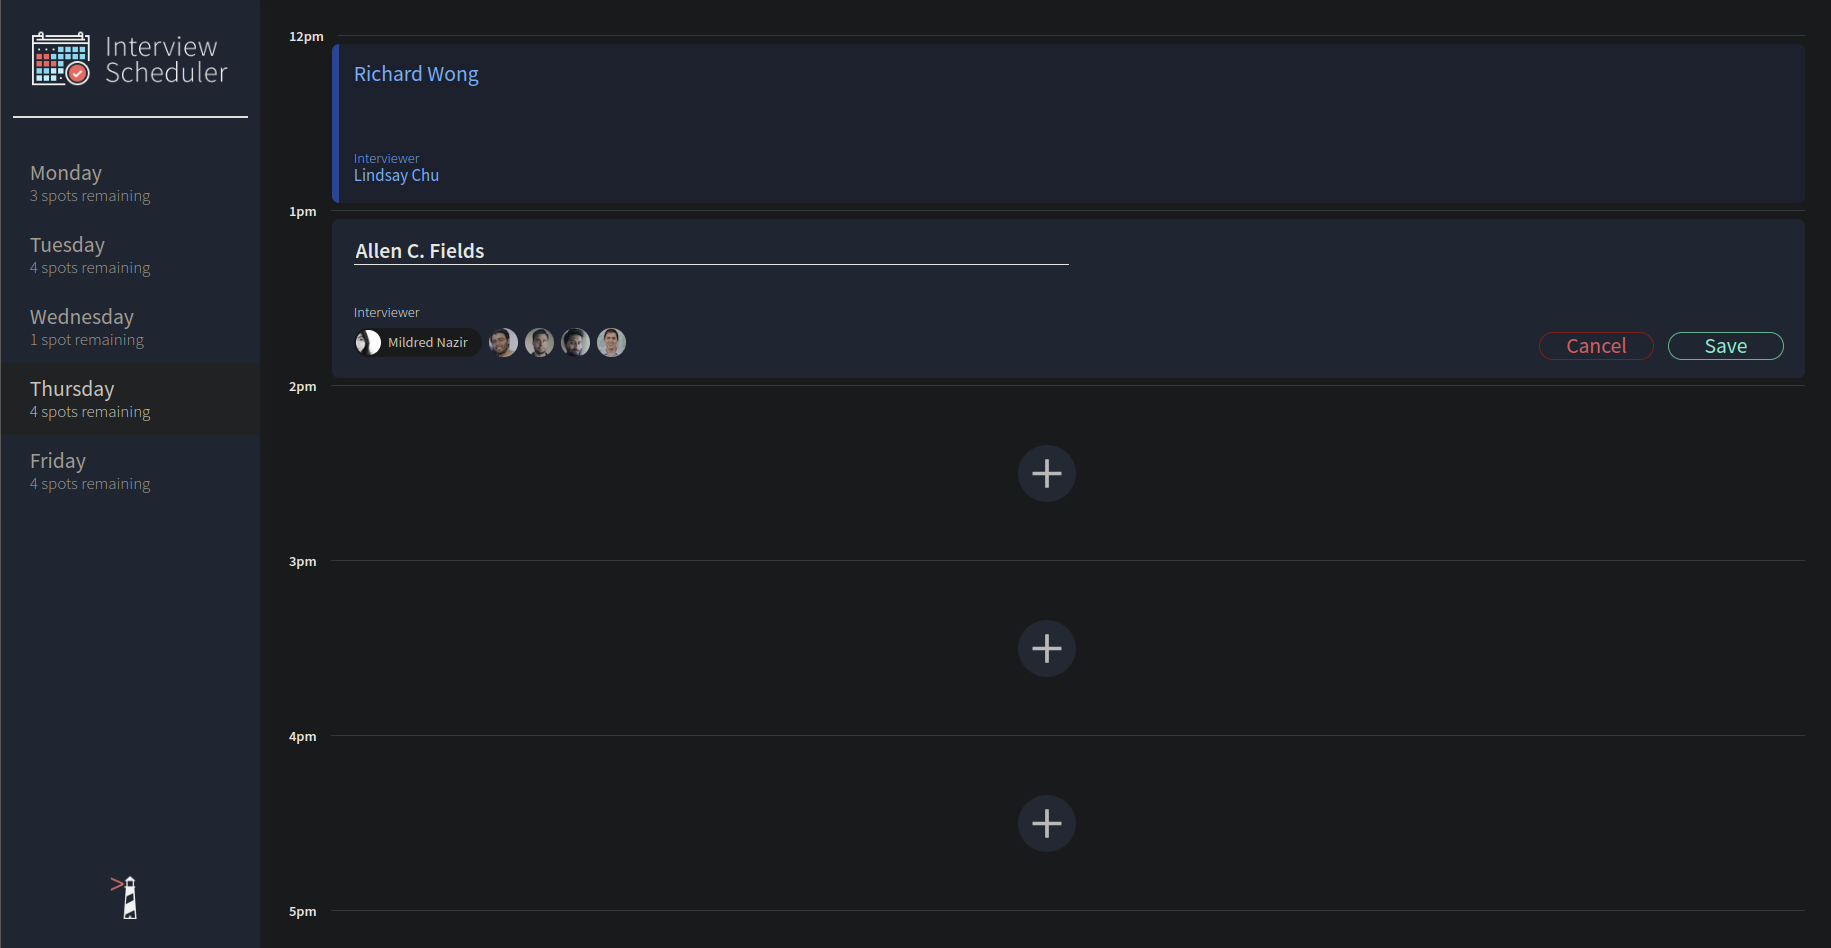 Interview
Scheduler
Monday
3 spots remaining
Tuesday
4 spots remaining
Wednesday
1 spot remaining
Thursday
4 spots remaining
Friday
4 spots remaining
12pm
Richard Wong
Interviewer
Lindsay Chu
1pm
Allen C. Fields
Interviewer
Mildred Nazir
Cancel Save
2pm
3pm
4pm
5pm